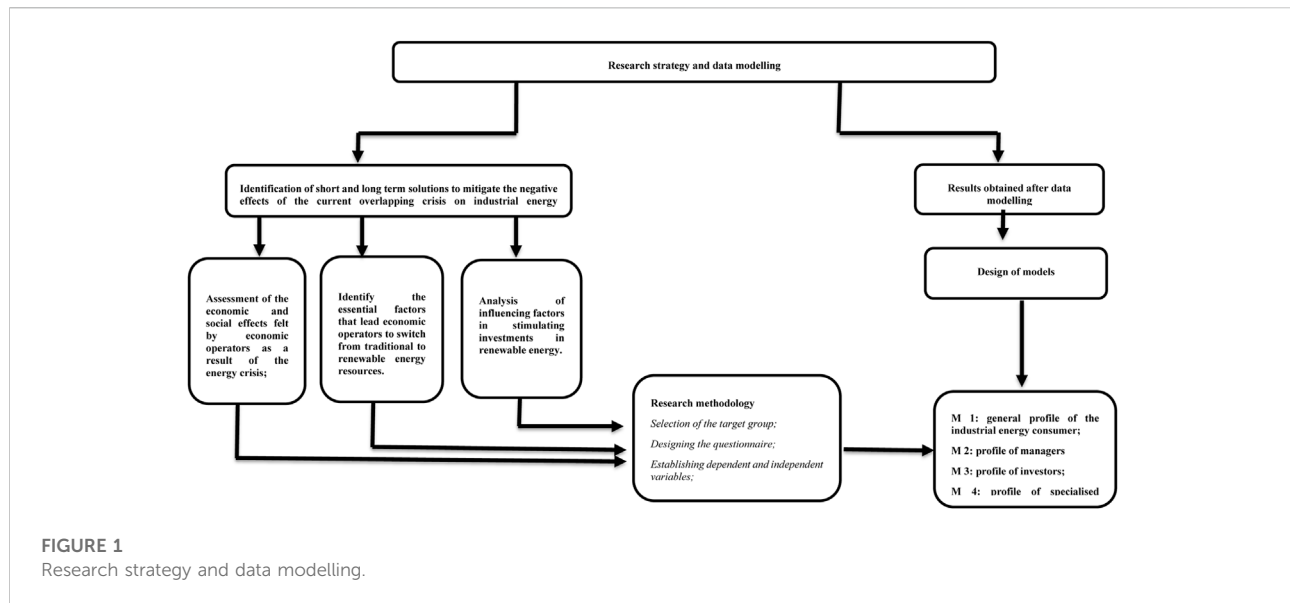 Research strategy and data modelling
Identification of short and long term solutions to mitigate the negative
effects of the current overlapping crisis on industrial energy
Results obtained after data
modelling
Design of models
Assessment of the
economic and
social effects felt
by economic
operators as a
result of the
energy crisis;
Identify the
essential factors
that lead economic
operators to switch
from traditional to
renewable energy
resources.
Analysis of
influencing factors
in stimulating
investments in
renewable energy.
Research methodology
Selection of the target group;
Designing the questionnaire;
Establishing dependent and independent
variables;
M 1: general profile of the
industrial energy consumer;
M 2: profile of managers
M 3: profile of investors;
M 4: profile of specialised
FIGURE 1
Research strategy and data modelling.